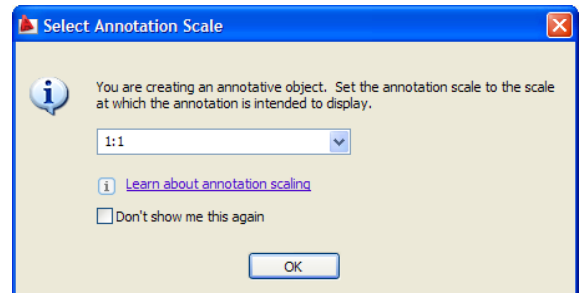 Select Annotation Scale
You are creating an annotative object. Set the annotation scale to the scale
at which the annotation is intended to display.
1:1
Learn about annotation scaling
Don't show me this again
OK